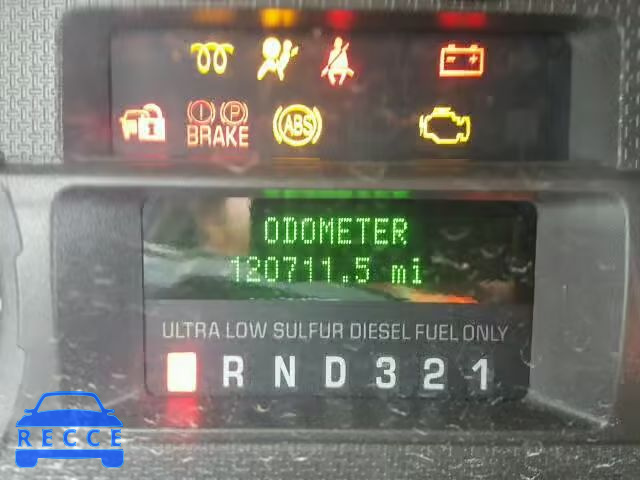 BRAKE
ABS
ODOMETER
120711.5 mi
ULTRA LOW SULFUR DIESEL FUEL ONLY
R N D 3 2 1
RECCE